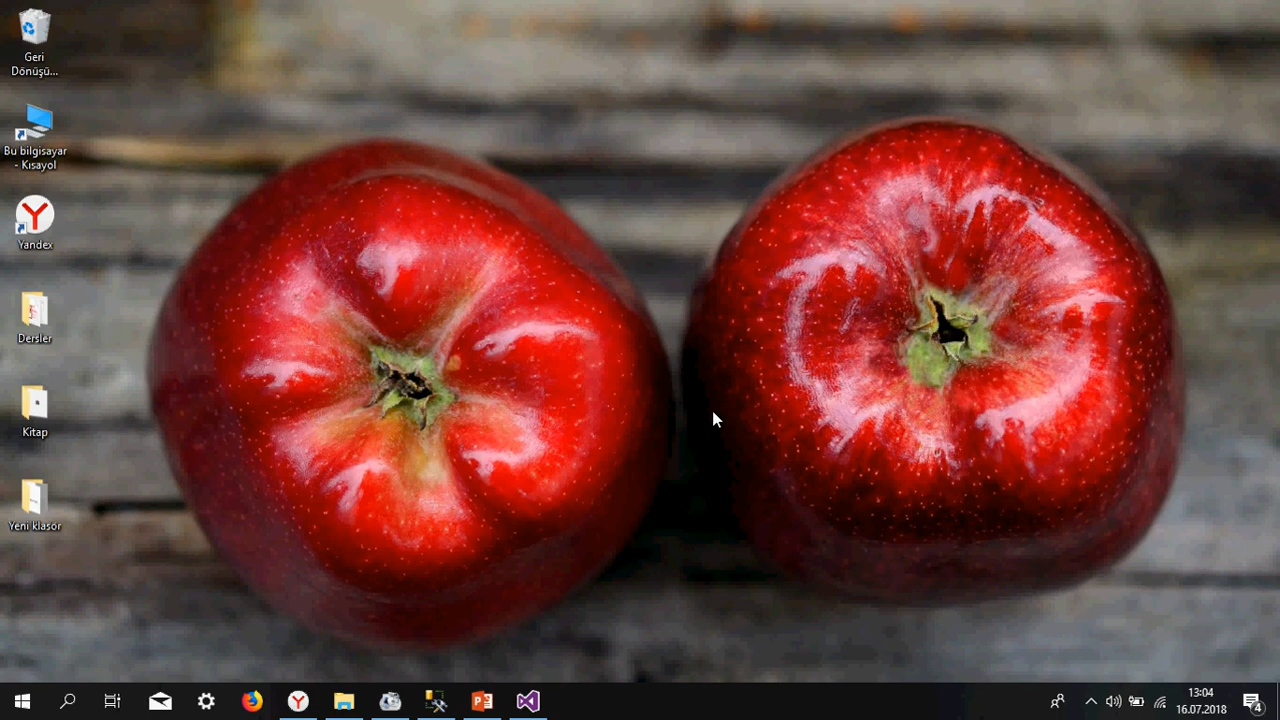 Geri
Dönüşü...
Bu bilgisayar
- Kısayol
Yandex
Dersler
Kitap
Yeni klasör
13:04
16.07.2018
4